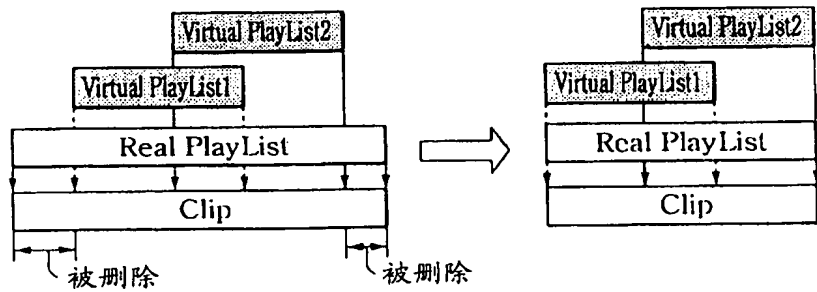 Virtual PlayList2
Virtual PlayList1
Real PlayList
Clip
被删除
被删除
Virtual PlayList2
Virtual PlayList1
Real PlayList
Clip